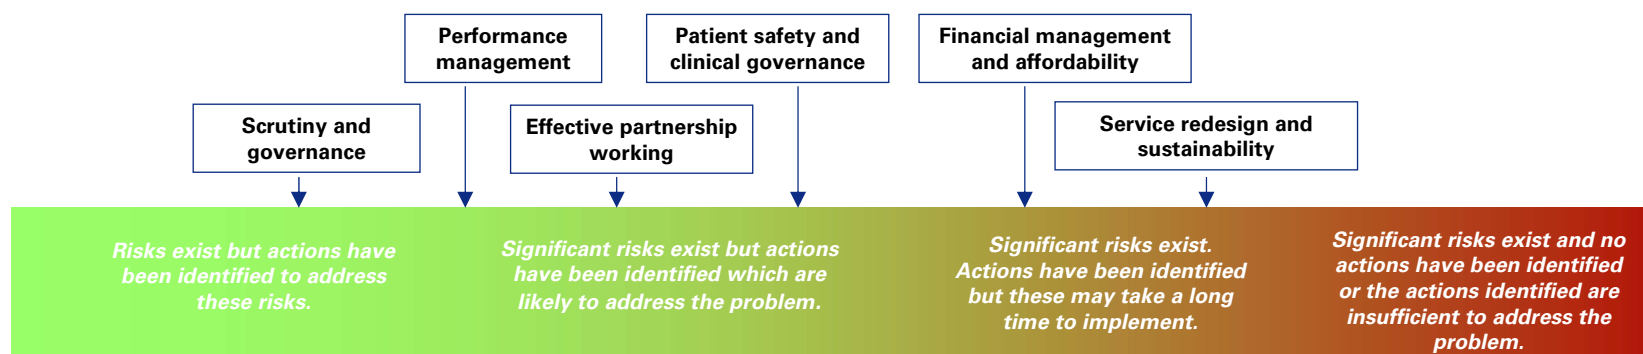 Performance
management
Patient safety and
clinical governance
Financial management
and affordability
Scrutiny and
governance
Effective partnership
working
Service redesign and
sustainability
Risks exist but actions have
been identified to address
these risks.
Significant risks exist but actions
have been identified which are
likely to address the problem.
Significant risks exist.
Actions have been identified
but these may take a long
time to implement.
Significant risks exist and no
actions have been identified
or the actions identified are
insufficient to address the
problem.